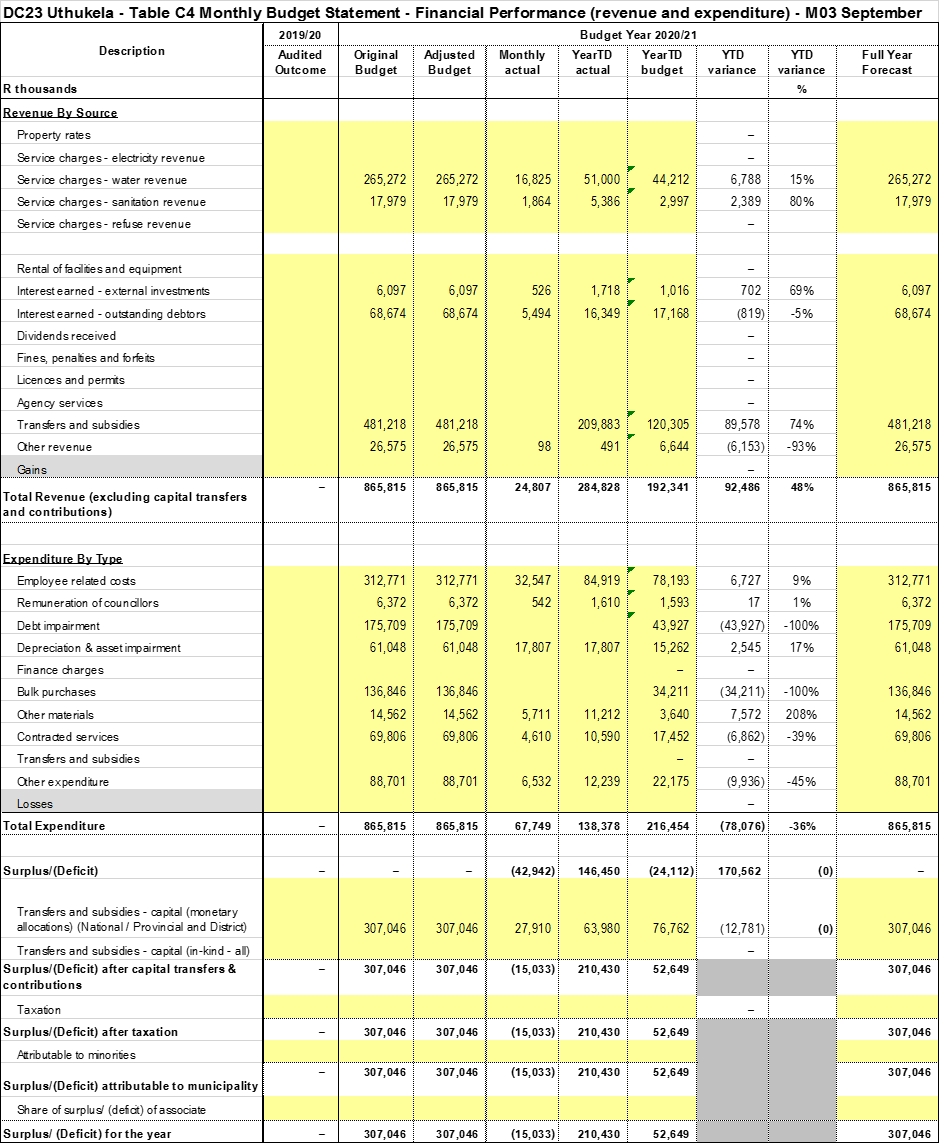 DC23 Uthukela - Table C4 Monthly Budget Statement - Financial Performance (revenue and expenditure) - M03 September
Description 2019/20 Budget Year 2020/21
Audited Outcome Original Budget Adjusted Budget Monthly actual YearTD actual YearTD budget YTD variance YTD variance Full Year Forecast
R thousands %
Revenue By Source
Property rates –
Service charges - electricity revenue –
Service charges - water revenue 265,272 265,272 16,825 51,000 44,212 6,788 15% 265,272
Service charges - sanitation revenue 17,979 17,979 1,864 5,386 2,997 2,389 80% 17,979
Service charges - refuse revenue –
Rental of facilities and equipment –
Interest earned - external investments 6,097 6,097 526 1,718 1,016 702 69% 6,097
Interest earned - outstanding debtors 68,674 68,674 5,494 16,349 17,168 (819) -5% 68,674
Dividends received –
Fines, penalties and forfeits –
Licences and permits –
Agency services –
Transfers and subsidies 481,218 481,218 209,883 120,305 89,578 74% 481,218
Other revenue 26,575 26,575 98 491 6,644 (6,153) -93% 26,575
Gains –
Total Revenue (excluding capital transfers and contributions) – 865,815 865,815 24,807 284,828 192,341 92,486 48% 865,815
Expenditure By Type
Employee related costs 312,771 312,771 32,547 84,919 78,193 6,727 9% 312,771
Remuneration of councillors 6,372 6,372 542 1,610 1,593 17 1% 6,372
Debt impairment 175,709 175,709 43,927 (43,927) -100% 175,709
Depreciation & asset impairment 61,048 61,048 17,807 17,807 15,262 2,545 17% 61,048
Finance charges – –
Bulk purchases 136,846 136,846 34,211 (34,211) -100% 136,846
Other materials 14,562 14,562 5,711 11,212 3,640 7,572 208% 14,562
Contracted services 69,806 69,806 4,610 10,590 17,452 (6,862) -39% 69,806
Transfers and subsidies – –
Other expenditure 88,701 88,701 6,532 12,239 22,175 (9,936) -45% 88,701
Losses –
Total Expenditure – 865,815 865,815 67,749 138,378 216,454 (78,076) -36% 865,815
Surplus/(Deficit) – – – (42,942) 146,450 (24,112) 170,562 (0) –
Transfers and subsidies - capital (monetary allocations) (National / Provincial and District) 307,046 307,046 27,910 63,980 76,762 (12,781) (0) 307,046
Transfers and subsidies - capital (in-kind - all) –
Surplus/(Deficit) after capital transfers & contributions – 307,046 307,046 (15,033) 210,430 52,649 307,046
Taxation –
Surplus/(Deficit) after taxation – 307,046 307,046 (15,033) 210,430 52,649 307,046
Attributable to minorities
Surplus/(Deficit) attributable to municipality – 307,046 307,046 (15,033) 210,430 52,649 307,046
Share of surplus/ (deficit) of associate
Surplus/ (Deficit) for the year – 307,046 307,046 (15,033) 210,430 52,649 307,046